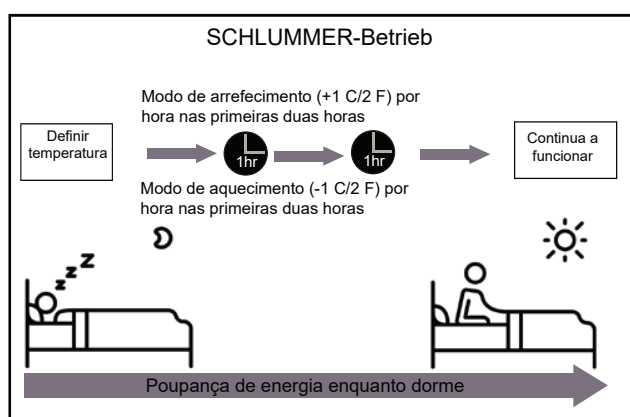 SCHLUMMER-Betrieb
Modo de arrefecimento (+1 C/2 F) por
hora nas primeiras duas horas
Definir
temperatura
1hr
1hr
Continua a
funcionar
Modo de aquecimento (-1 C/2 F) por
hora nas primeiras duas horas
z z Z
Poupança de energia enquanto dorme